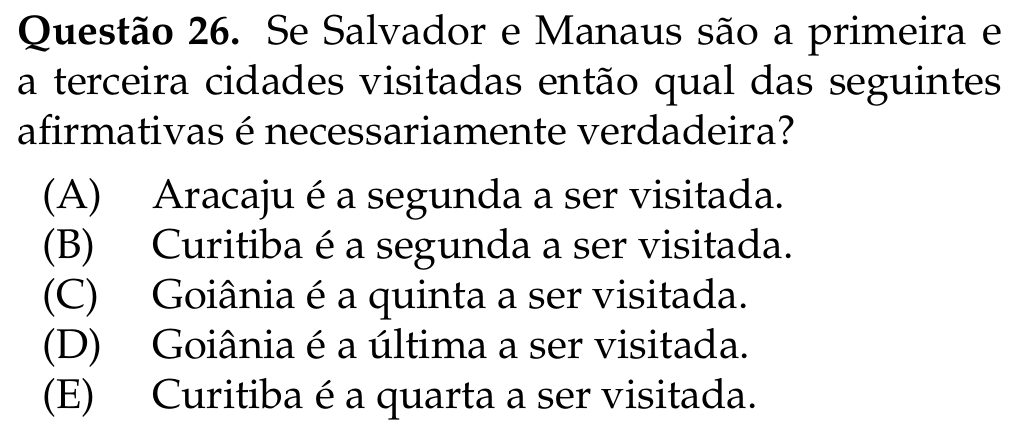 Questão 26. Se Salvador e Manaus são a primeira e
a terceira cidades visitadas então qual das seguintes
afirmativas é necessariamente verdadeira?
(A) Aracaju é a segunda a ser visitada.
(B) Curitiba é a segunda a ser visitada.
(C) Goiânia é a quinta a ser visitada.
(D) Goiânia é a última a ser visitada.
(E) Curitiba é a quarta a ser visitada.